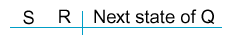 S R Next state of Q